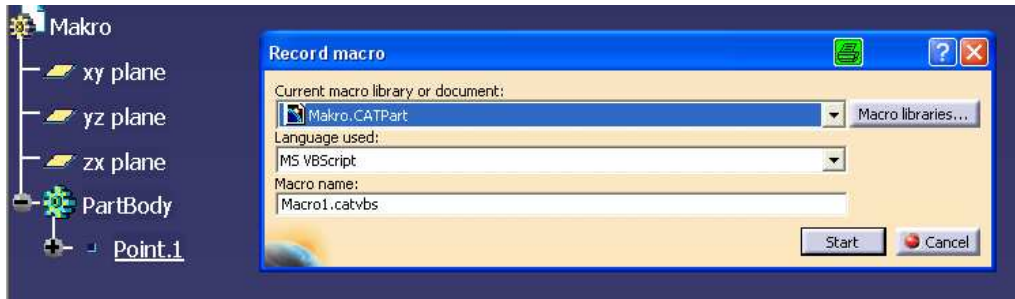 Makro
xy plane
yz plane
zx plane
PartBody
Point.1
Record macro
Current macro library or document:
Makro.CATPart
Macro libraries...
Language used:
MS VBScript
Macro name:
Macro1.catvbs
Start
Cancel